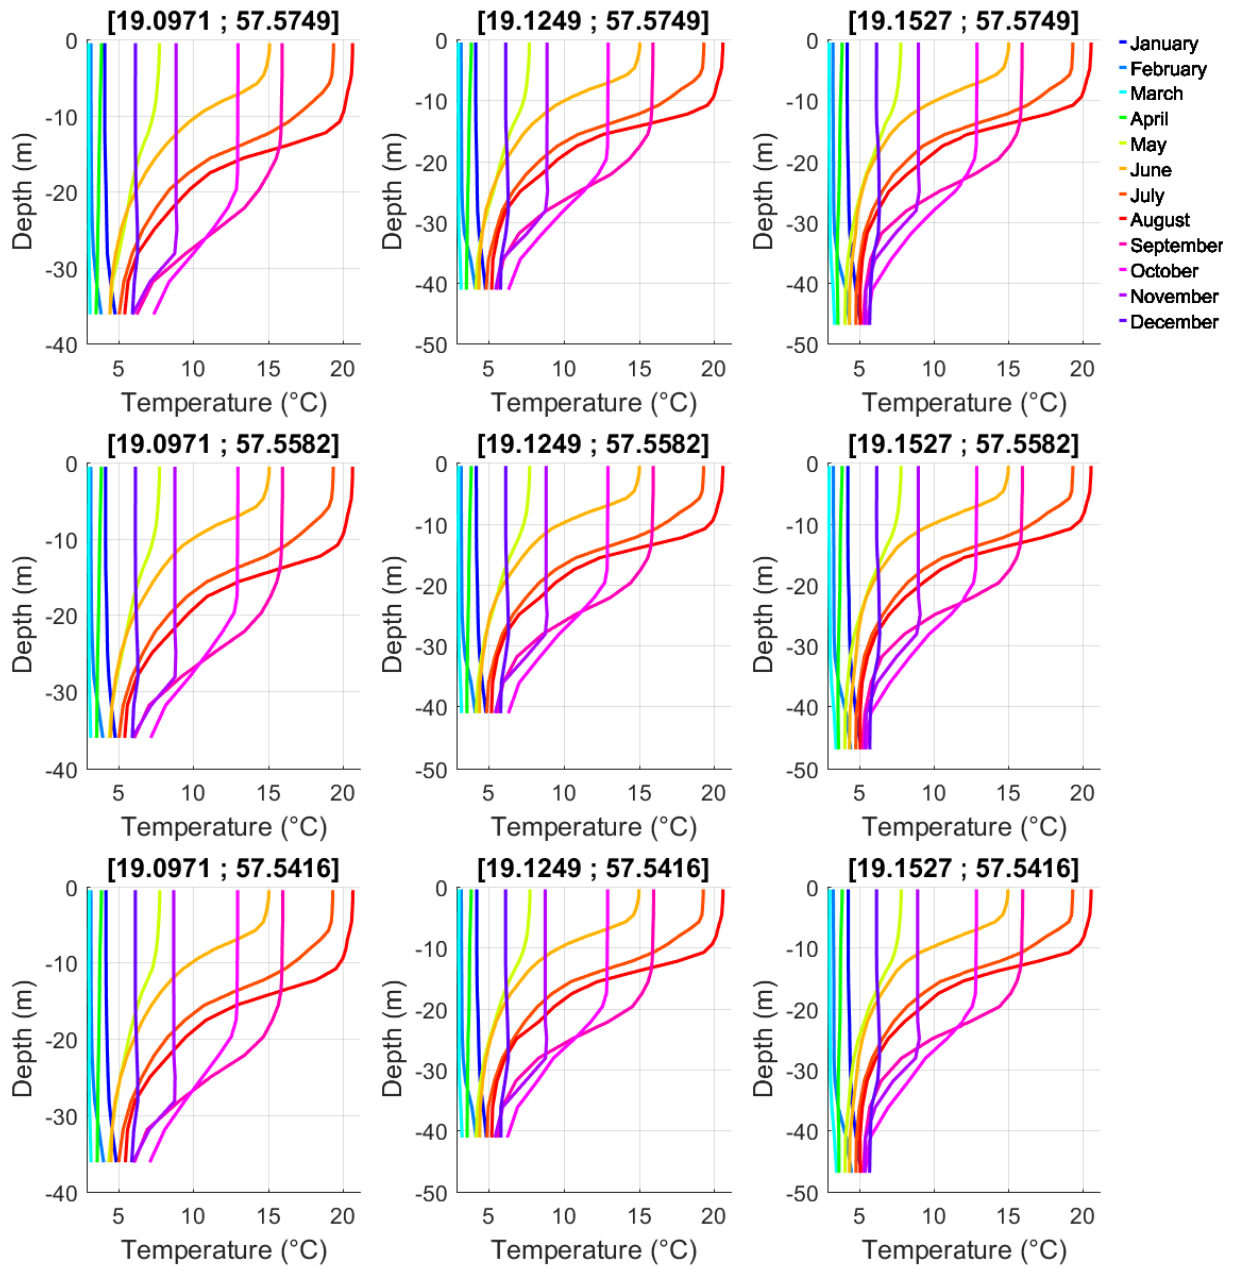 [19.0971 ; 57.5749]
0
-10
-20
-30
-40
5 10 15 20
Depth (m)
Temperature (°C)
[19.1249 ; 57.5749]
0
-10
-20
-30
-40
-50
5 10 15 20
Depth (m)
Temperature (°C)
[19.1527 ; 57.5749]
0
-10
-20
-30
-40
-50
5 10 15 20
Depth (m)
Temperature (°C)
January
February
March
April
May
June
July
August
September
October
November
December
[19.0971 ; 57.5582]
0
-10
-20
-30
-40
5 10 15 20
Depth (m)
Temperature (°C)
[19.1249 ; 57.5582]
0
-10
-20
-30
-40
-50
5 10 15 20
Depth (m)
Temperature (°C)
[19.1527 ; 57.5582]
0
-10
-20
-30
-40
-50
5 10 15 20
Depth (m)
Temperature (°C)
[19.0971 ; 57.5416]
0
-10
-20
-30
-40
5 10 15 20
Depth (m)
Temperature (°C)
[19.1249 ; 57.5416]
0
-10
-20
-30
-40
-50
5 10 15 20
Depth (m)
Temperature (°C)
[19.1527 ; 57.5416]
0
-10
-20
-30
-40
-50
5 10 15 20
Depth (m)
Temperature (°C)